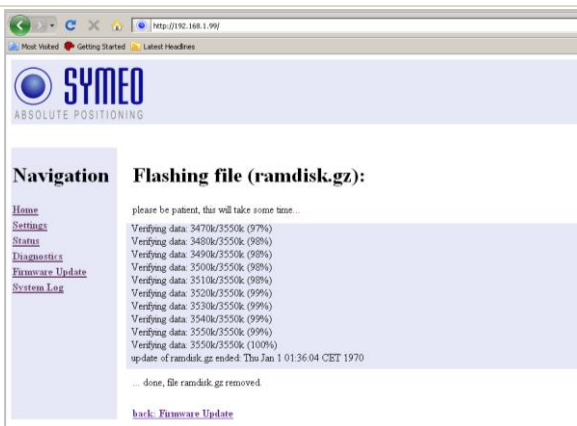 http://192.168.1.99/
Most Visited Getting Started Latest Headlines
SYMEO
ABSOLUTE POSITIONING
Navigation
Home
Settings
Status
Diagnostics
Firmware Update
System Log
Flashing file (ramdisk.gz):
please be patient, this will take some time...
Verifying data: 3470k/3550k (97%)
Verifying data: 3480k/3550k (98%)
Verifying data: 3490k/3550k (98%)
Verifying data: 3500k/3550k (98%)
Verifying data: 3510k/3550k (98%)
Verifying data: 3520k/3550k (99%)
Verifying data: 3530k/3550k (99%)
Verifying data: 3540k/3550k (99%)
Verifying data: 3550k/3550k (99%)
Verifying data: 3550k/3550k (100%)
update of ramdisk.gz ended: Thu Jan 1 01:36:04 CET 1970
... done, file ramdisk.gz removed.
back: Firmware Update